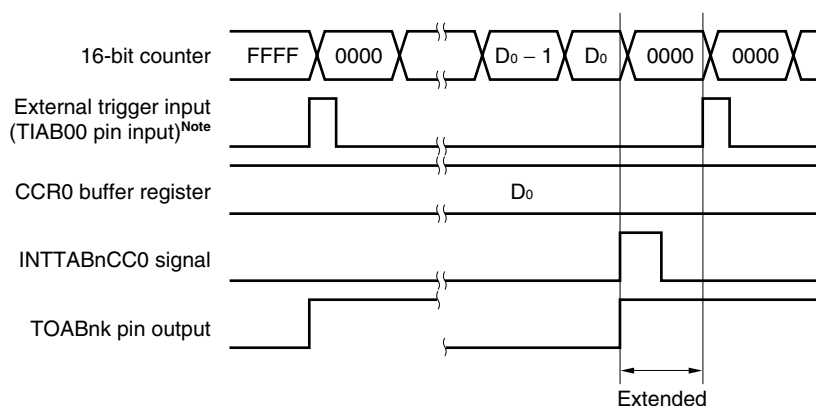 16-bit counter FFFF 0000 D0 – 1 D0 0000 0000
External trigger input
(TIAB00 pin input)Note
CCR0 buffer register D0
INTTABnCC0 signal
TOABnk pin output
Extended